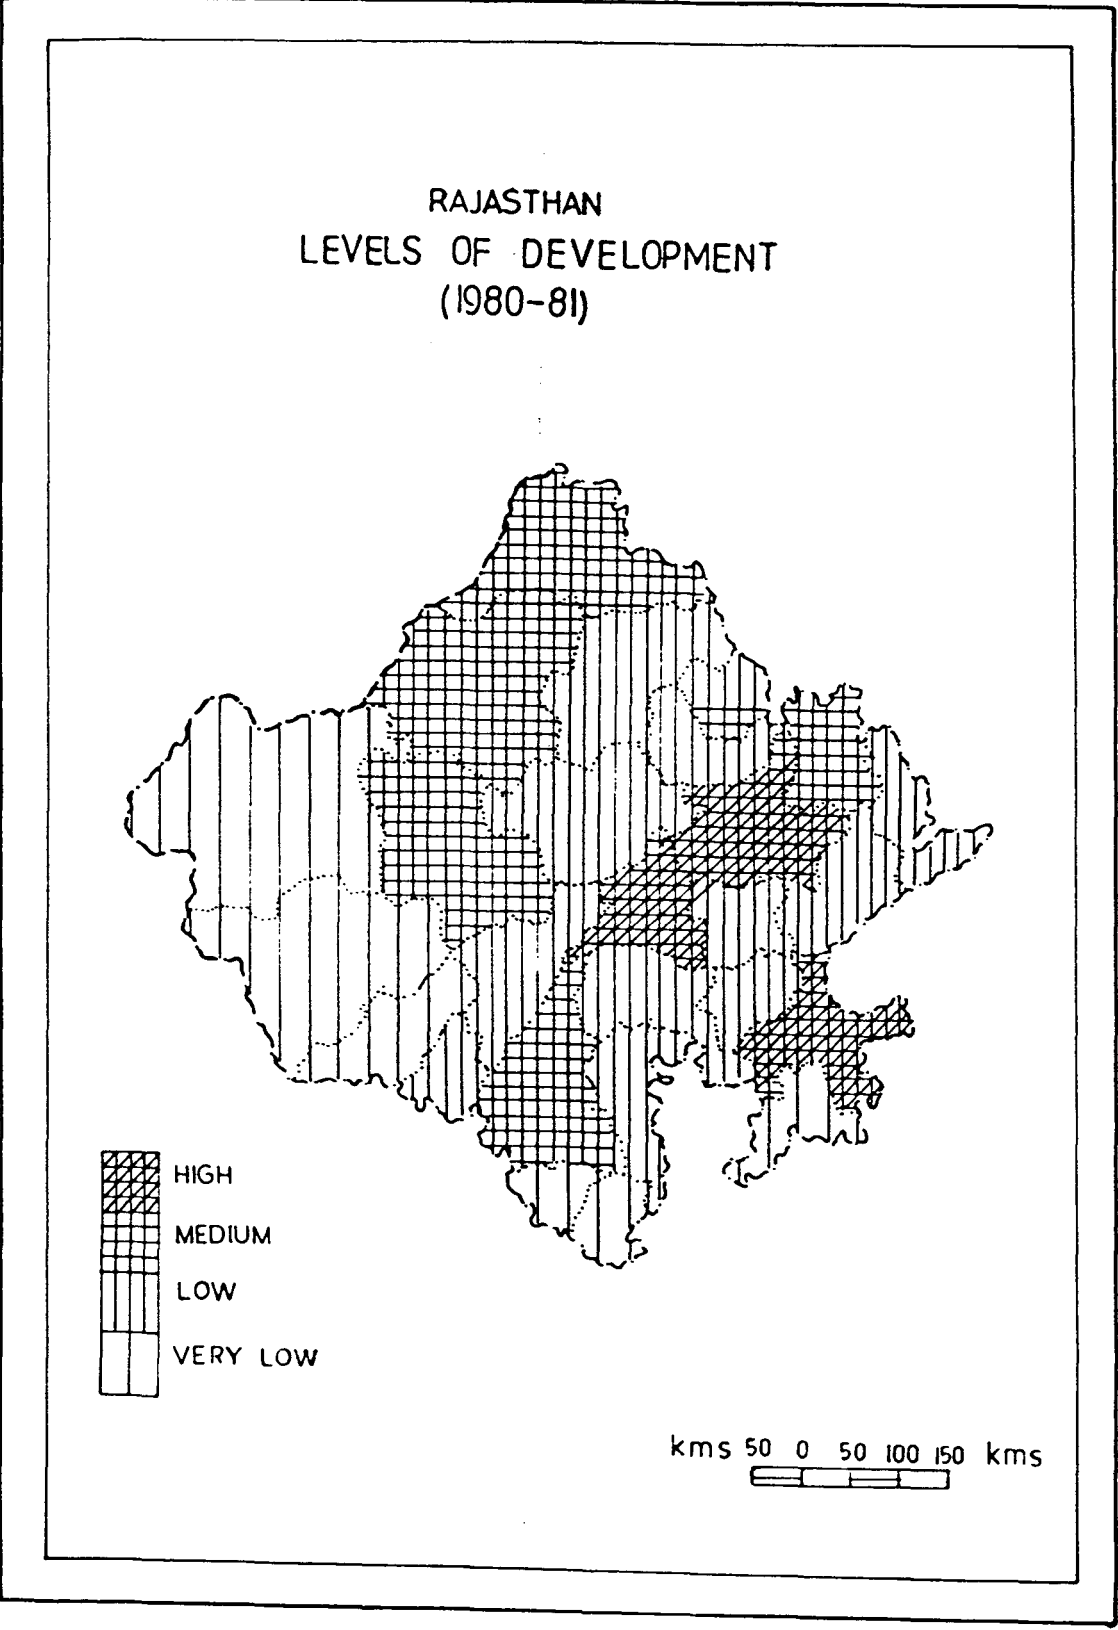 RAJASTHAN
LEVELS OF DEVELOPMENT
(1980-81)
HIGH
MEDIUM
LOW
VERY LOW
kms 50 0 50 100 150 kms